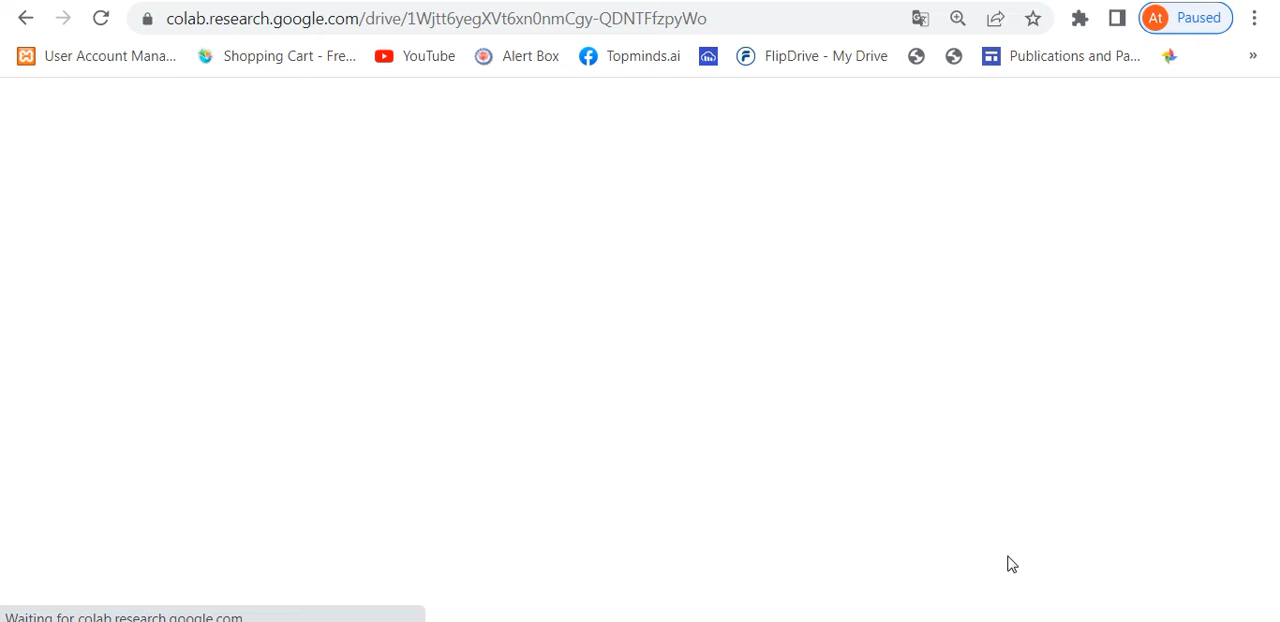 colab.research.google.com/drive/1Wjtt6yegXVt6xn0nmCgy-QDNTFfzpyWo
At Paused
User Account Mana... Shopping Cart - Fre... YouTube Alert Box Topminds.ai FlipDrive - My Drive Publications and Pa... »
Waiting for colab.research.google.com